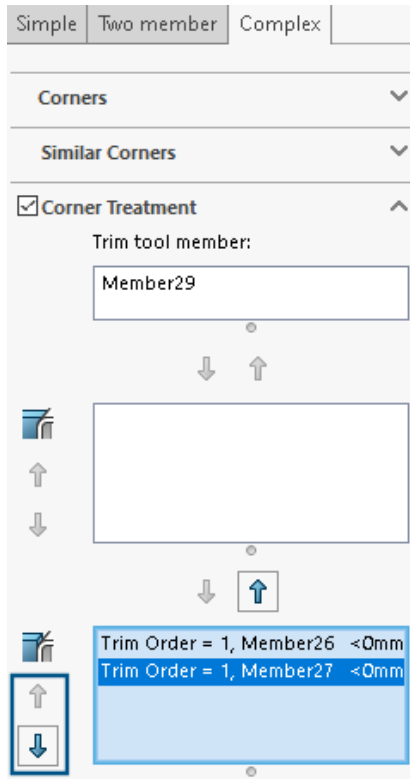 Simple Two member Complex
Corners
Similar Corners
Corner Treatment
Trim tool member:
Member29
Trim Order = 1, Member26 <0mm
Trim Order = 1, Member27 <0mm